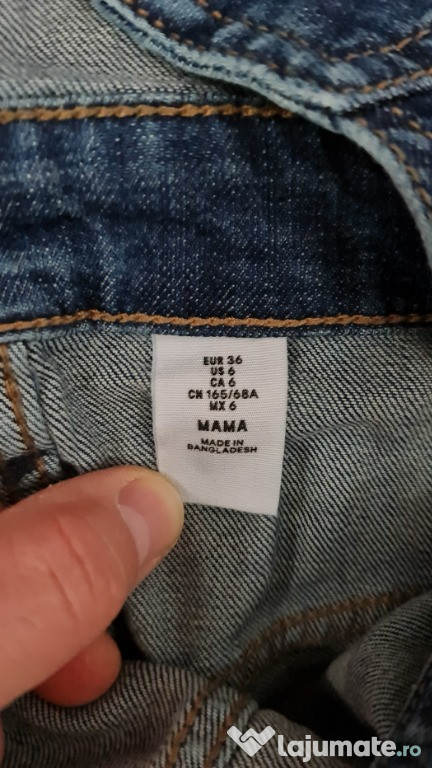 EUR 36
US 6
CA 6
CN 165/68A
MX 6
MAMA
MADE IN
BANGLADESH
lajumate.ro